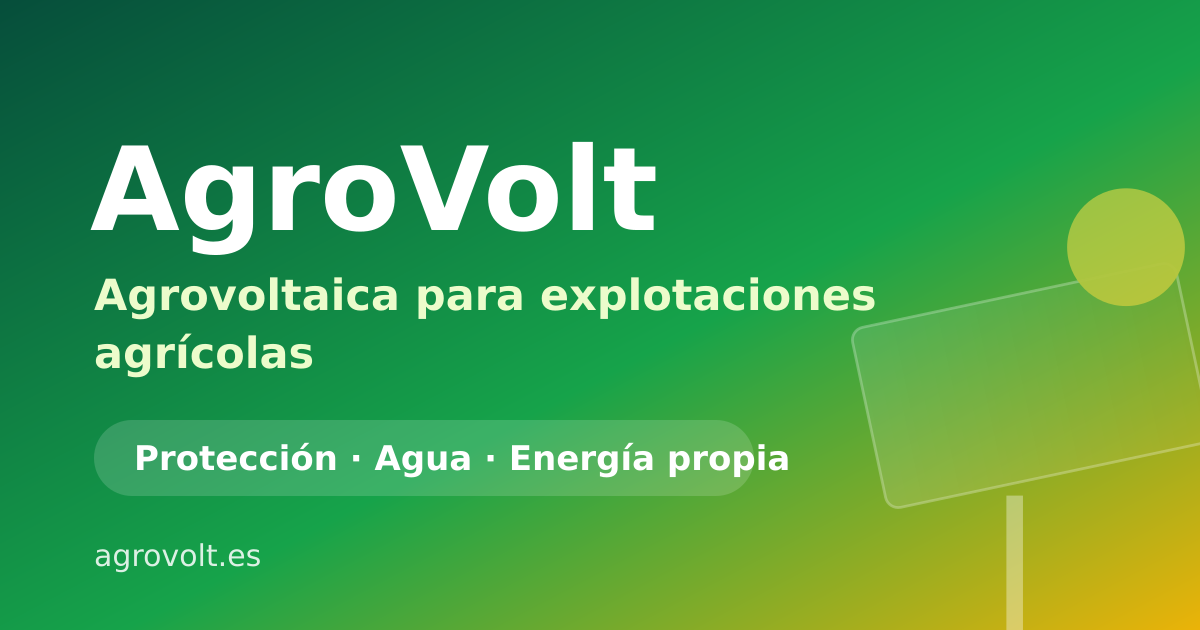 AgroVolt
Agrovoltaica para explotaciones
agrícolas
Protección · Agua · Energía propia
agrovolt.es